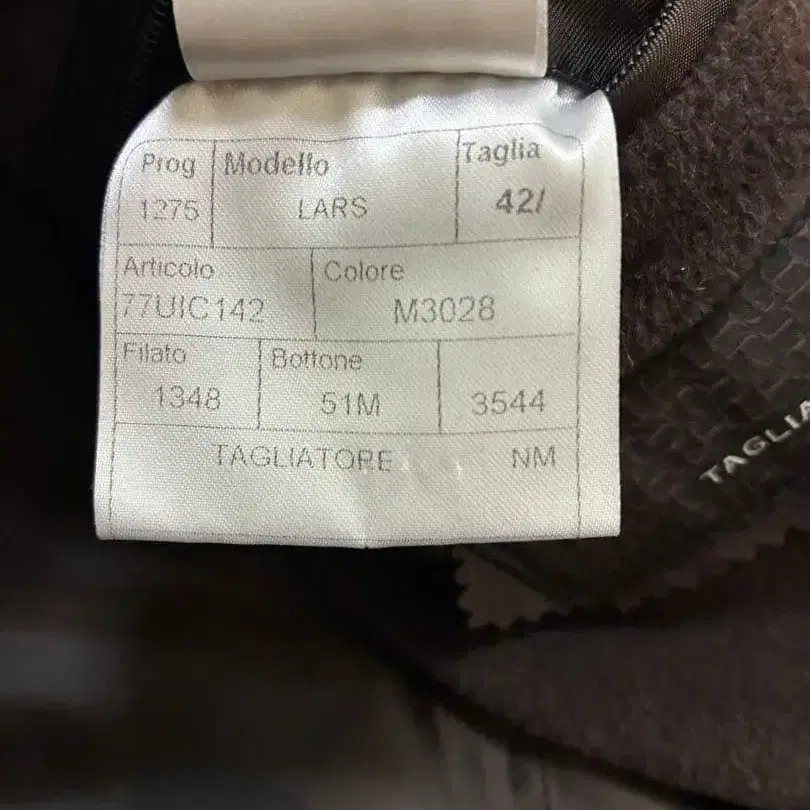 Prog Modello Taglia
1275 LARS 42/
Articolo Colore
77UIC142 M3028
Filato Bottone
1348 51M 3544
TAGLIATORE NM
TAGLIA